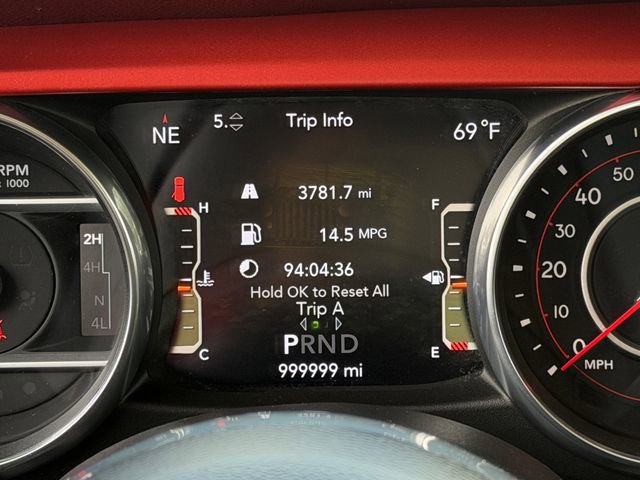 NE
5.
Trip Info
69 °F
RPM
x 1000
H
3781.7 mi
F
2H
14.5 MPG
4H
94:04:36
N
Hold OK to Reset All
4L
Trip A
C
PRND
E
999999 mi
50
40
30
20
10
0
MPH